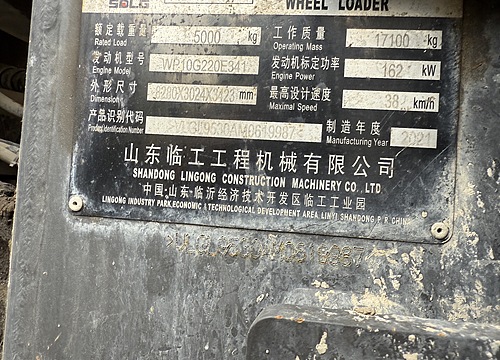 SDLG WHEEL LOADER
额定载重量 Rated Load 5000 kg 工作质量 Operating Mass 17100 kg
发动机型号 Engine Model WP10G220E341 发动机标定功率 Engine Power 162 kW
外形尺寸 Dimension 8280X3024X3423 mm 最高设计速度 Maximal Speed 38 km/h
产品识别代码 Product Identification Number 制造年度 Manufacturing Year 2021
山东临工工程机械有限公司
SHANDONG LINGONG CONSTRUCTION MACHINERY CO., LTD
中国·山东·临沂经济技术开发区临工工业园
LINGONG INDUSTRY PARK, ECONOMIC & TECHNOLOGICAL DEVELOPMENT AREA, LINYI SHANDONG P. R. CHINA